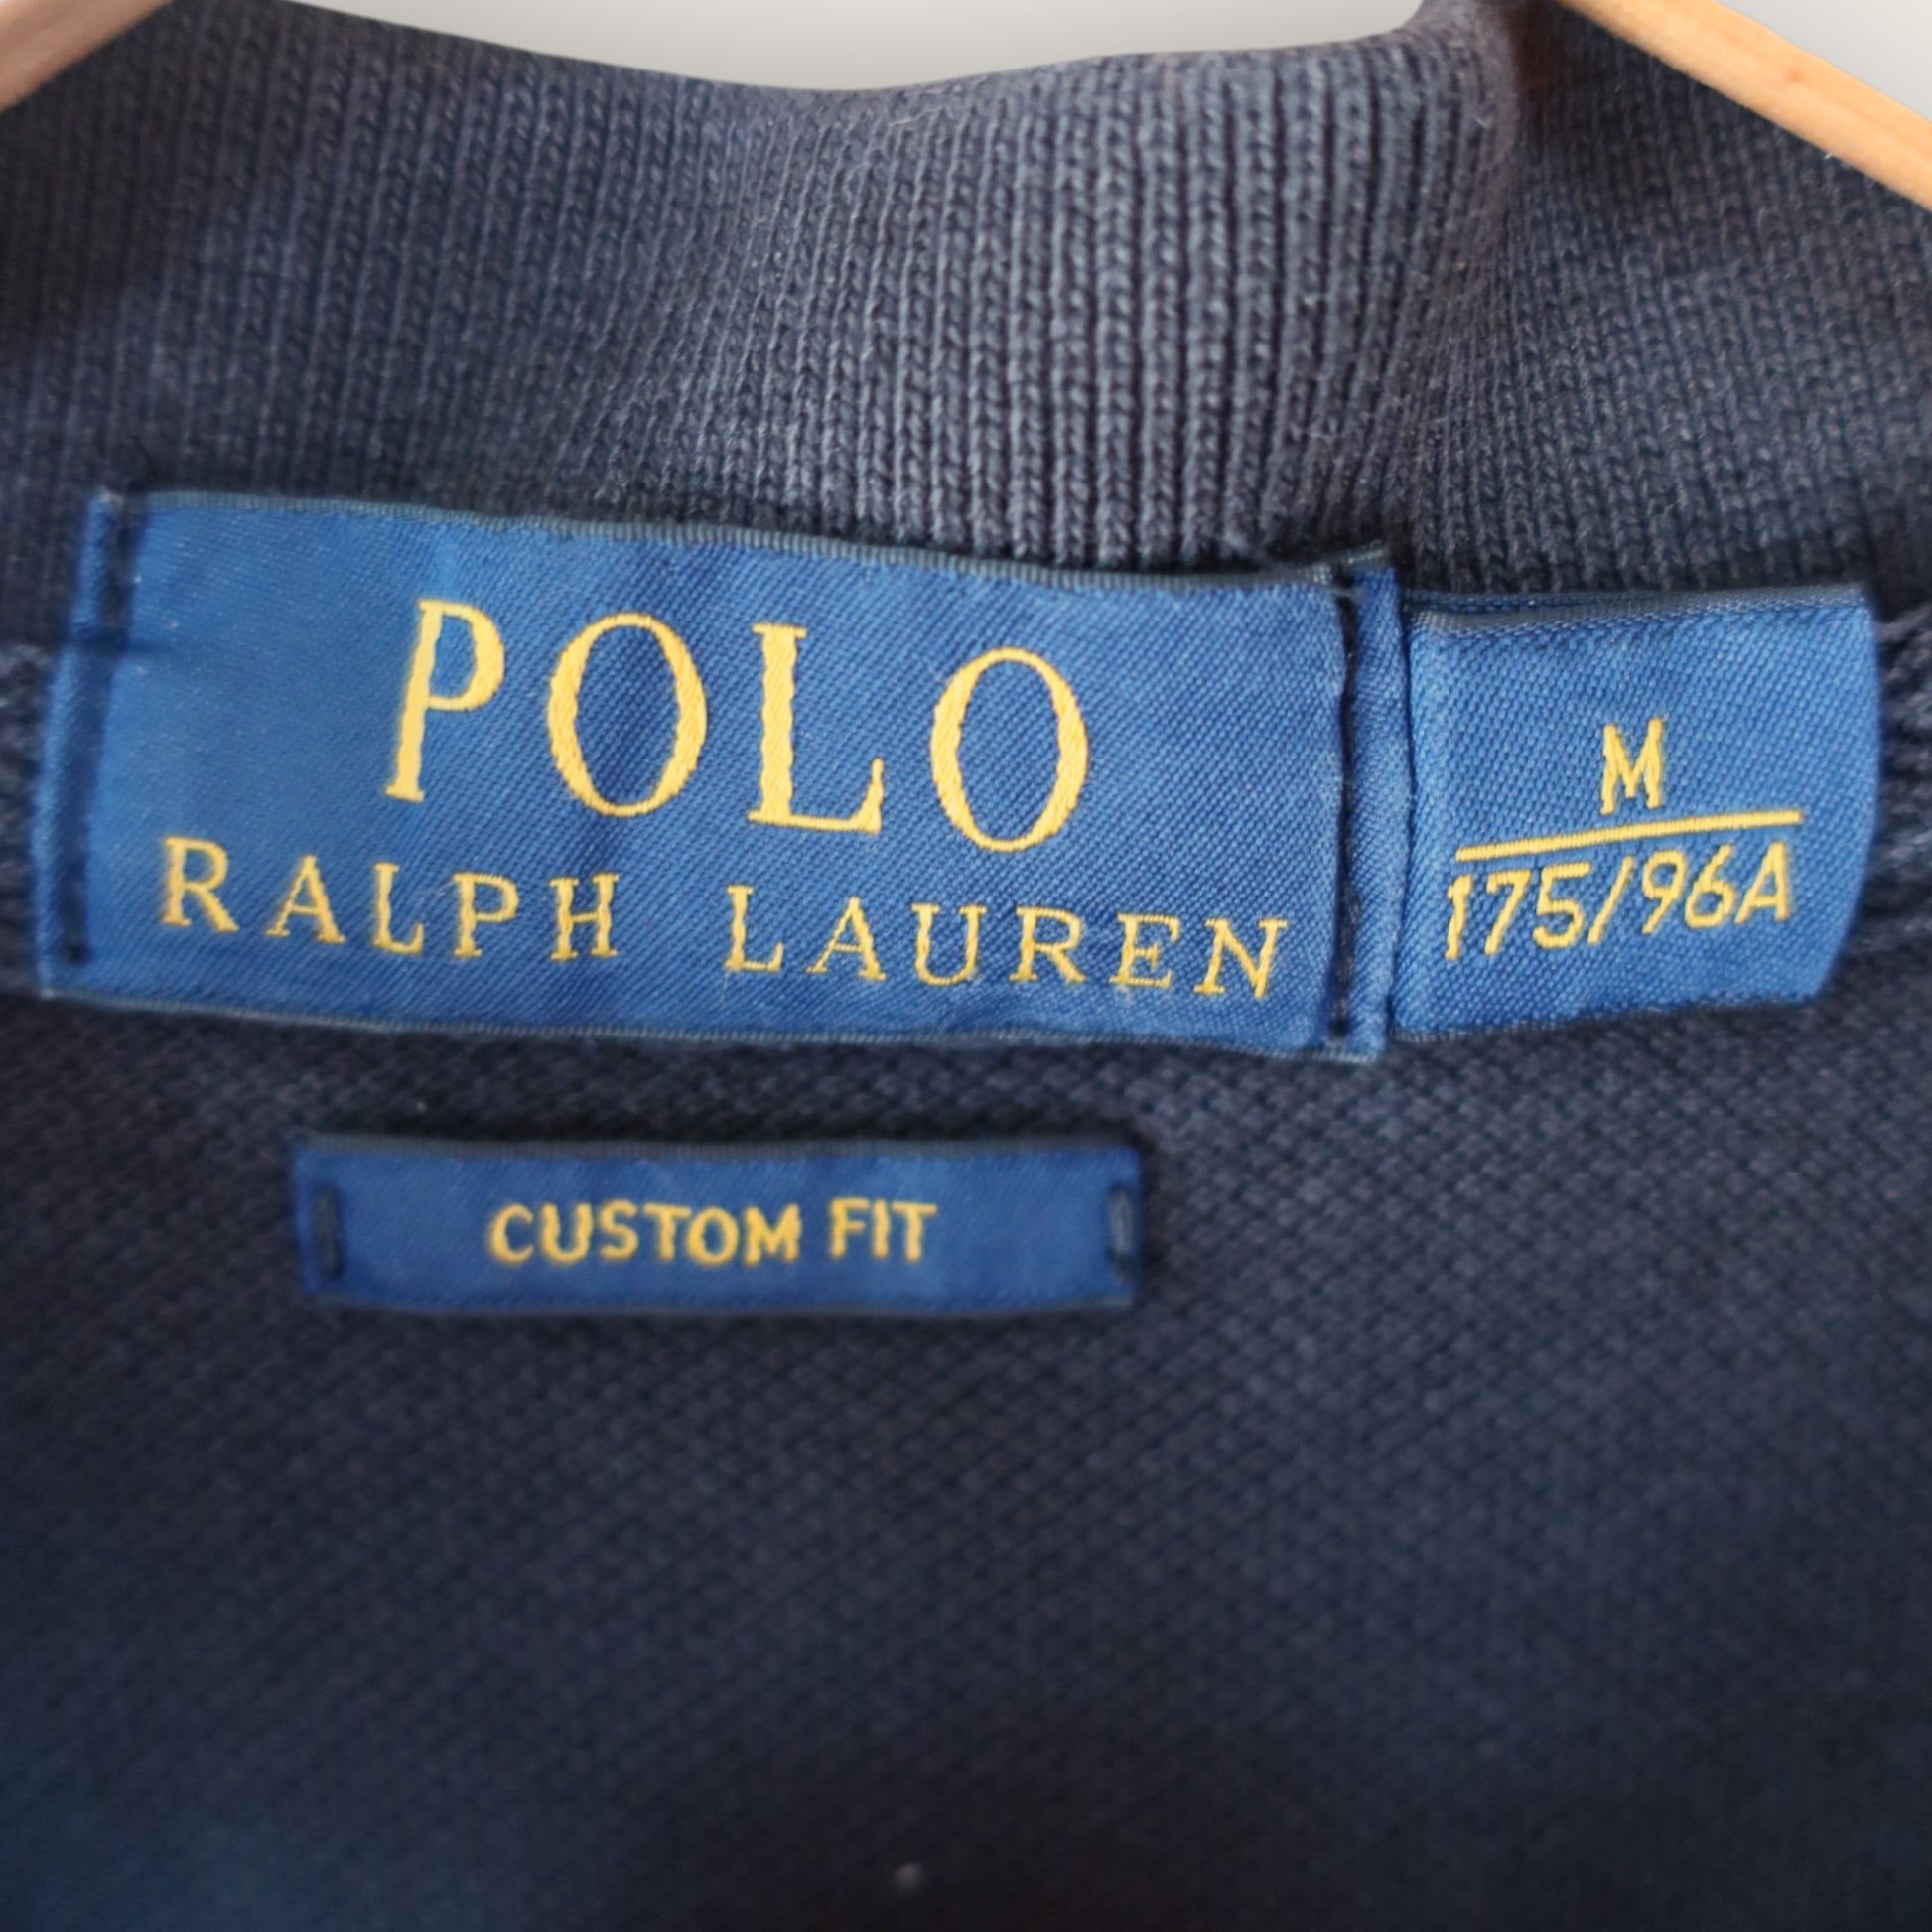 POLO
RALPH LAUREN
M
175/96A
CUSTOM FIT